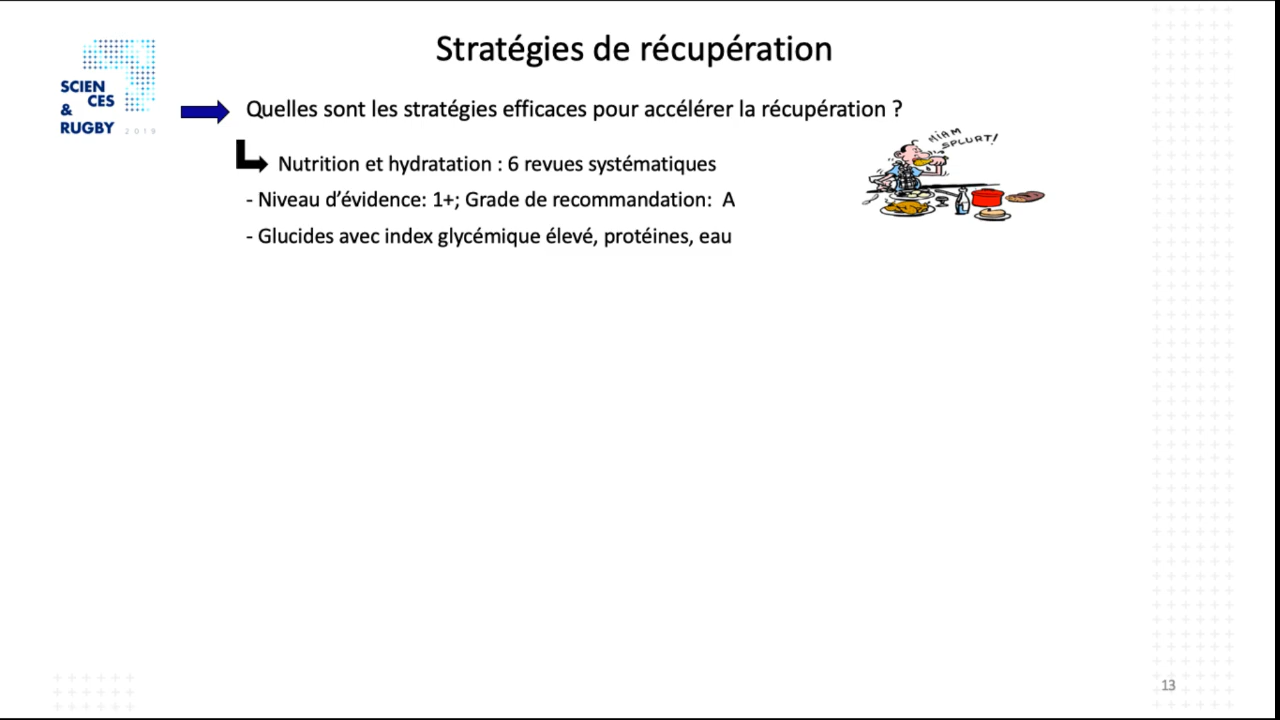 Stratégies de récupération
SCIEN
CES
&
RUGBY 2019
Quelles sont les stratégies efficaces pour accélérer la récupération ?
MIAM
SPLURT!
Nutrition et hydratation : 6 revues systématiques
- Niveau d’évidence: 1+; Grade de recommandation: A
- Glucides avec index glycémique élevé, protéines, eau
13